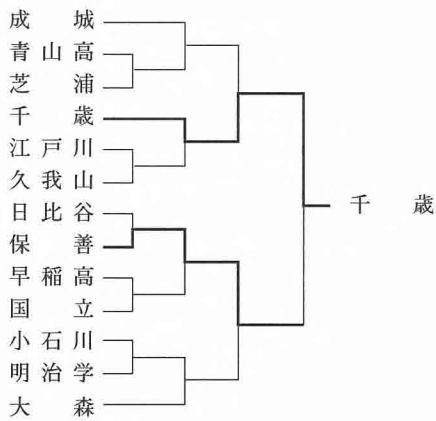 成城
青山高
芝浦
千歳
江戸川
久我山
日比谷
保善
早稲高
国立
小石川
明治学
大森
千歳